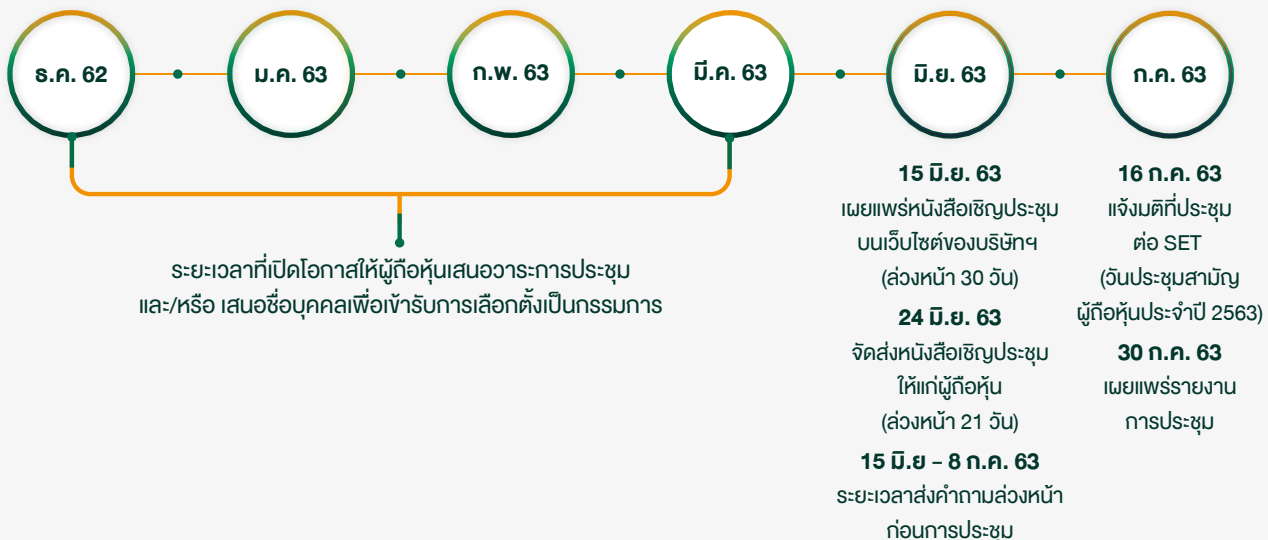 ธ.ค. 62
ม.ค. 63
ก.พ. 63
มี.ค. 63
มิ.ย. 63
ก.ค. 63
ระยะเวลาที่เปิดโอกาสให้ผู้ถือหุ้นเสนอวาระการประชุม
และ/หรือ เสนอชื่อบุคคลเพื่อเข้ารับการเลือกตั้งเป็นกรรมการ
15 มิ.ย. 63
เผยแพร่หนังสือเชิญประชุม
บนเว็บไซต์ของบริษัทฯ
(ล่วงหน้า 30 วัน)
24 มิ.ย. 63
จัดส่งหนังสือเชิญประชุม
ให้แก่ผู้ถือหุ้น
(ล่วงหน้า 21 วัน)
15 มิ.ย – 8 ก.ค. 63
ระยะเวลาส่งคำถามล่วงหน้า
ก่อนการประชุม
16 ก.ค. 63
แจ้งมติที่ประชุม
ต่อ SET
(วันประชุมสามัญ
ผู้ถือหุ้นประจำปี 2563)
30 ก.ค. 63
เผยแพร่รายงาน
การประชุม